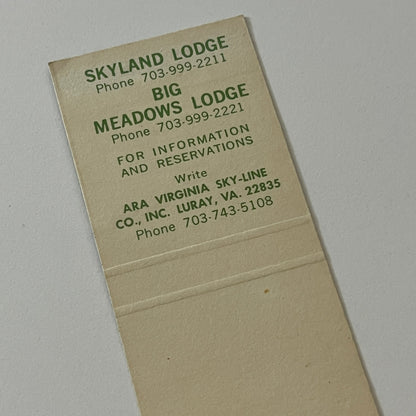 SKYLAND LODGE
Phone 703-999-2211
BIG
MEADOWS LODGE
Phone 703-999-2221
FOR INFORMATION
AND RESERVATIONS
Write
ARA VIRGINIA SKY-LINE
CO., INC. LURAY, VA. 22835
Phone 703-743-5108